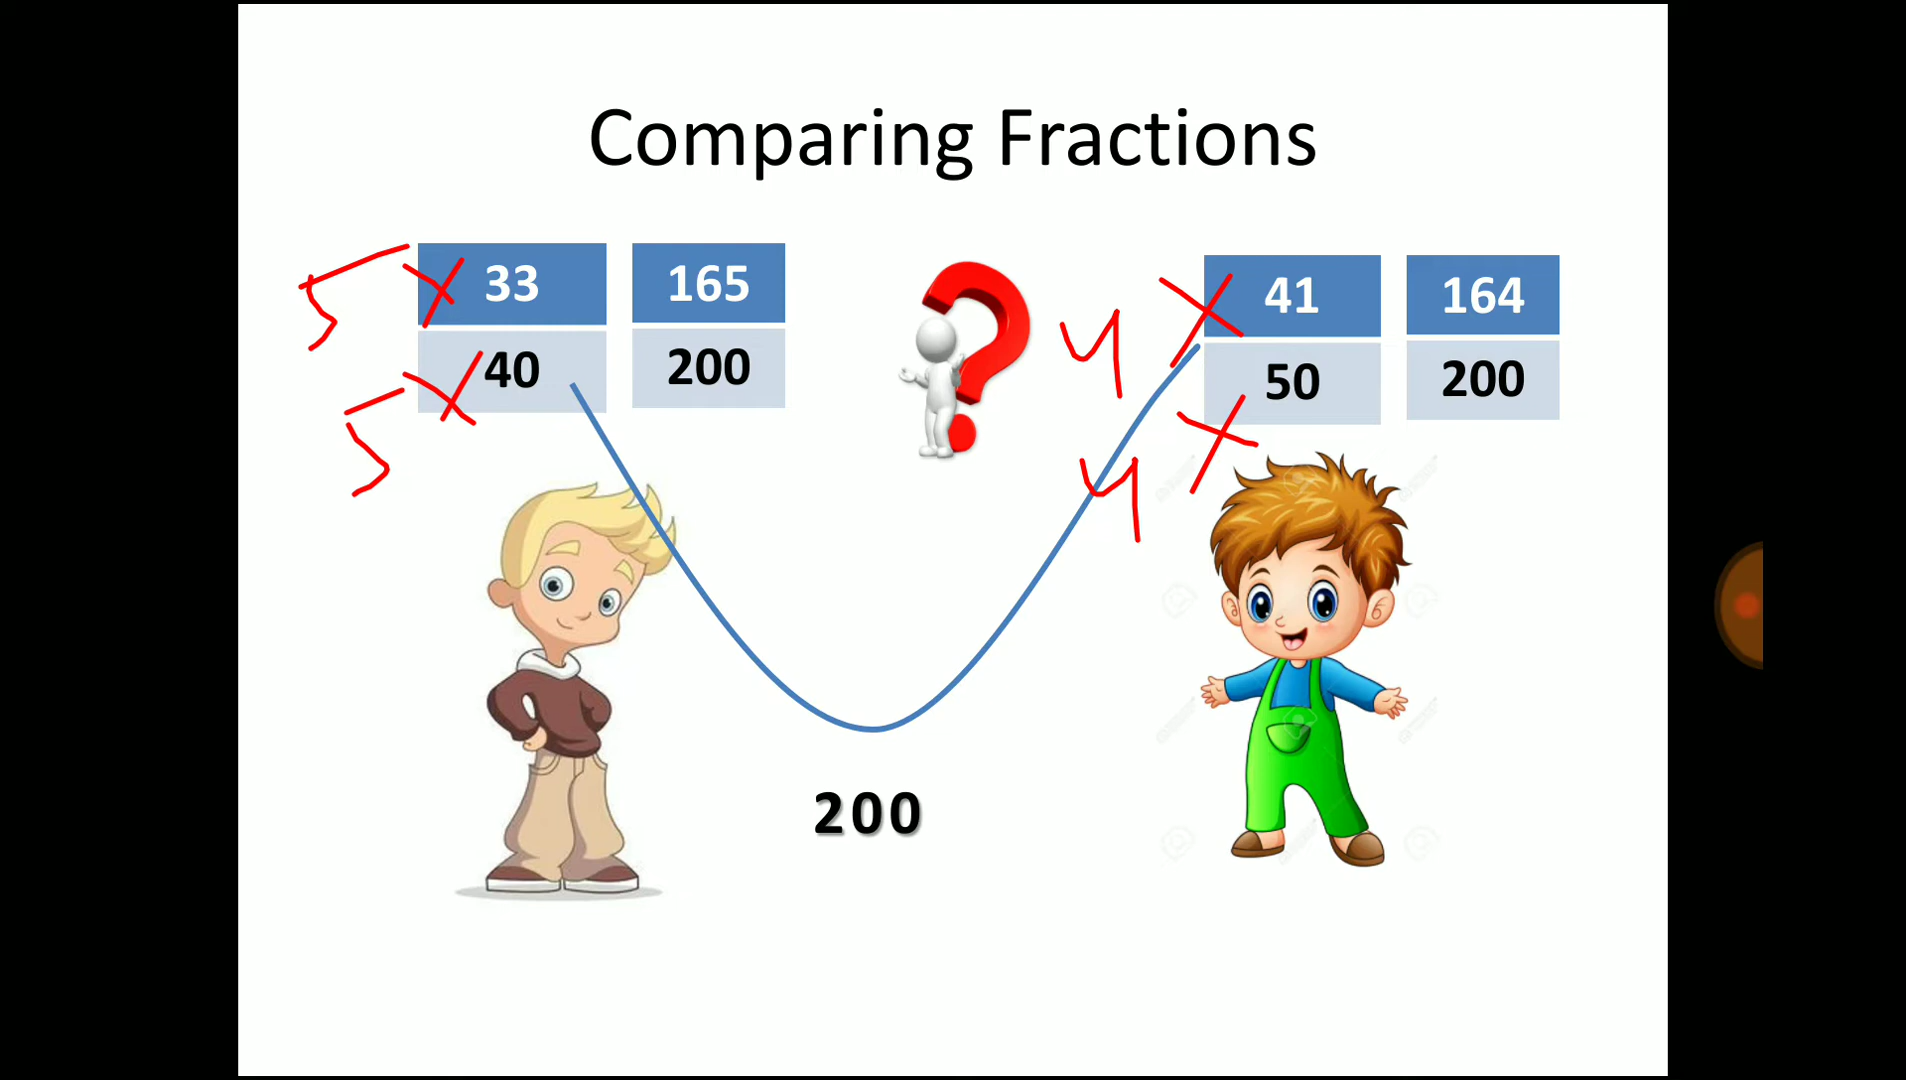 Comparing Fractions
5 × 33 165
5 × 40 200
4 × 41 164
4 × 50 200
200